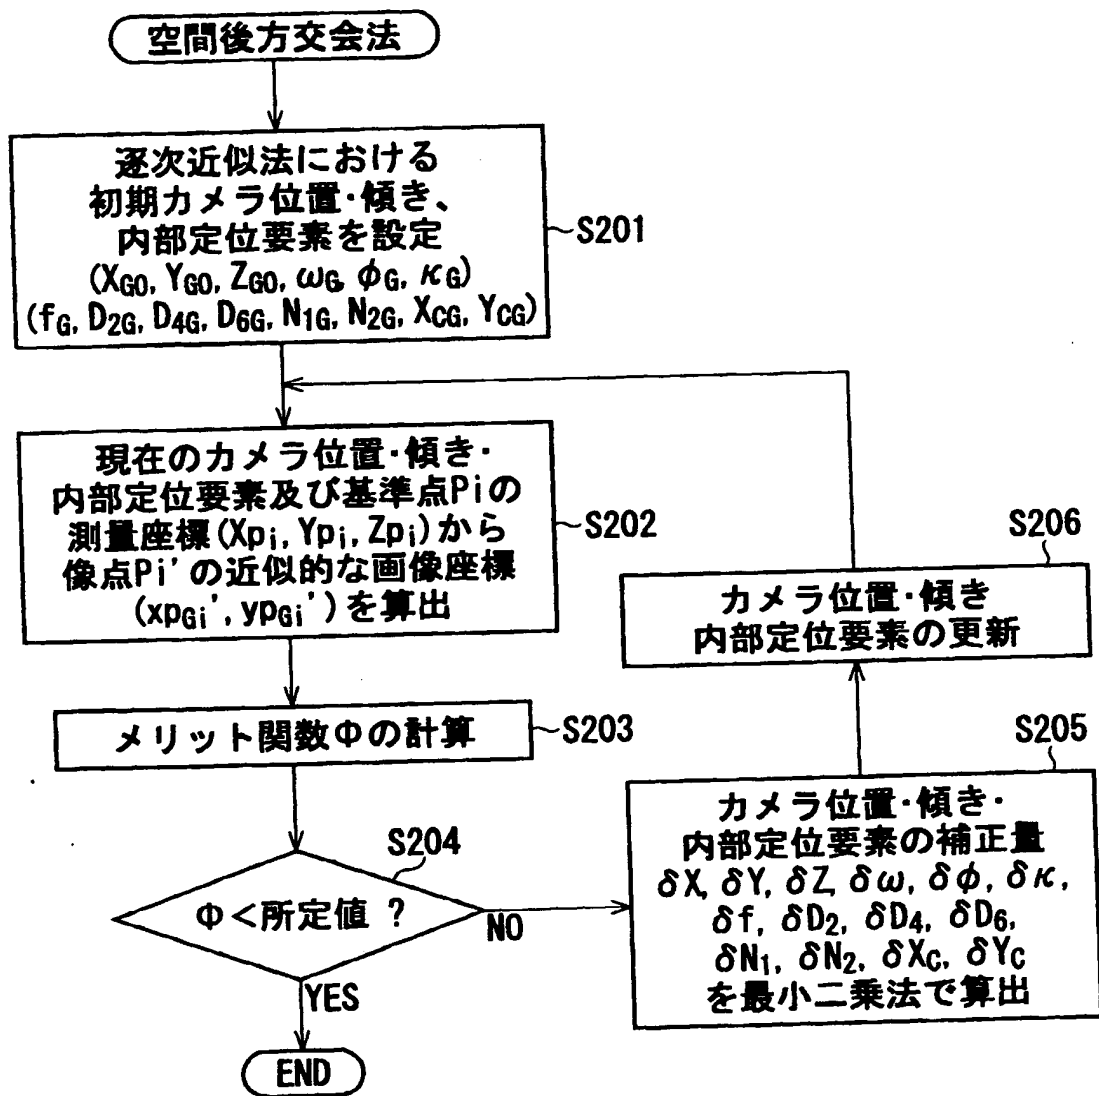 空間後方交会法
逐次近似法における
初期カメラ位置･傾き、
内部定位要素を設定
(XGO, YGO, ZGO, ωG, φG, κG)
(fG, D2G, D4G, D6G, N1G, N2G, XCG, YCG)
S201
現在のカメラ位置･傾き･
内部定位要素及び基準点Piの
測量座標(Xpi, Ypi, Zpi)から
像点Pi'の近似的な画像座標
(xpGi', ypGi')を算出
S202
メリット関数Φの計算
S203
S204
Φ<所定値 ?
NO
YES
END
S205
カメラ位置･傾き･
内部定位要素の補正量
δX, δY, δZ, δω, δφ, δκ,
δf, δD2, δD4, δD6,
δN1, δN2, δXC, δYC
を最小二乗法で算出
S206
カメラ位置･傾き
内部定位要素の更新